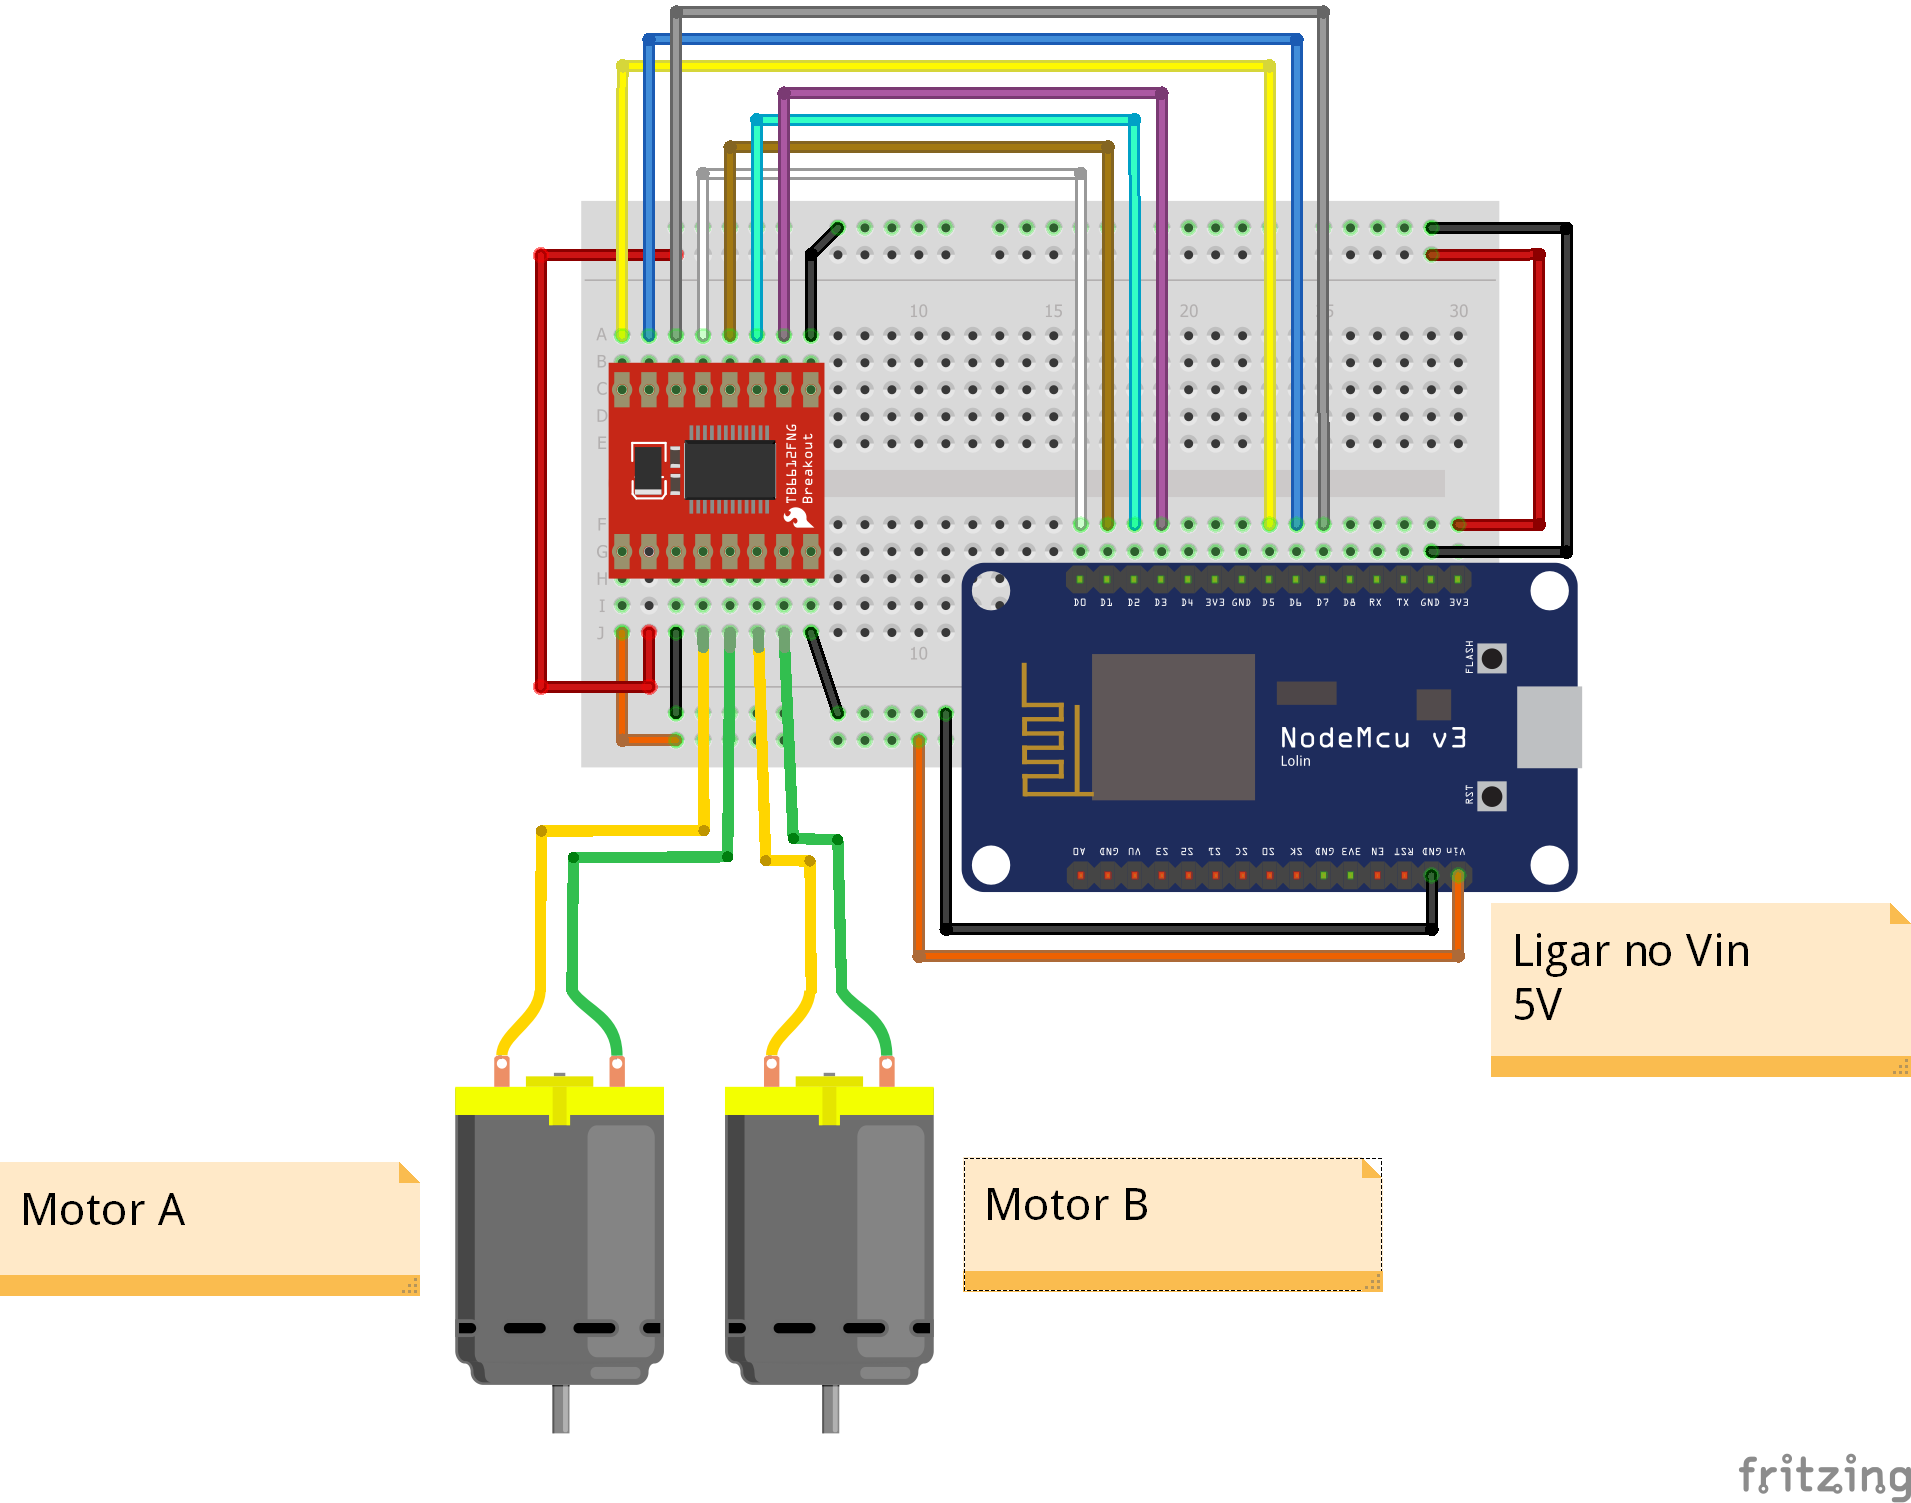 10 15 20 25 30
A
B
C
D
E
TB6612FNG
Breakout
F
G
H
I
J
10
D0 D1 D2 D3 D4 3V3 GND D5 D6 D7 D8 RX TX GND 3V3
FLASH
NodeMcu v3
Lolin
RST
A0 GND VU S3 S2 S1 SC SO SK GND 3V3 EN RST GND Vin
Ligar no Vin
5V
Motor A
Motor B
fritzing